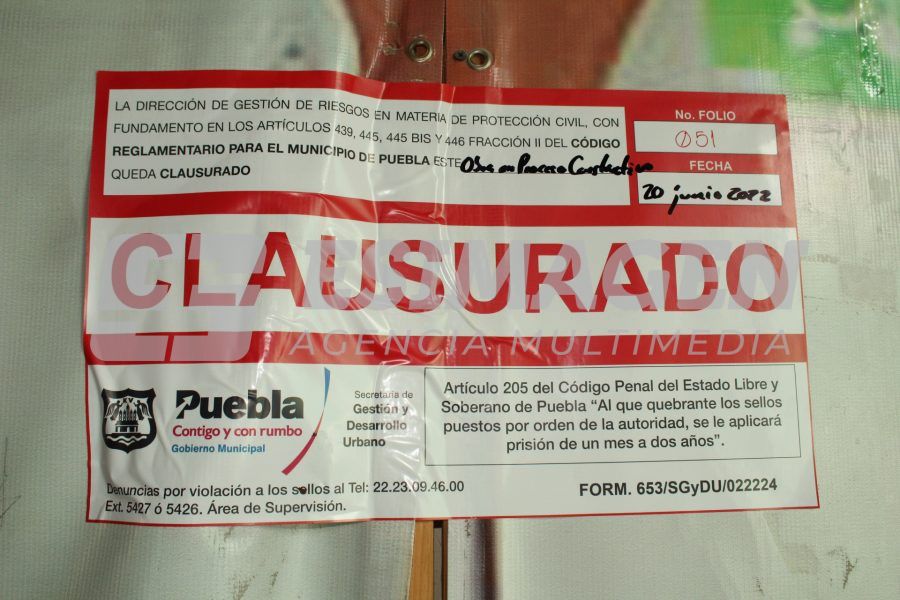 LA DIRECCIÓN DE GESTIÓN DE RIESGOS EN MATERIA DE PROTECCIÓN CIVIL, CON
FUNDAMENTO EN LOS ARTÍCULOS 439, 445, 445 BIS Y 446 FRACCIÓN II DEL CÓDIGO
REGLAMENTARIO PARA EL MUNICIPIO DE PUEBLA ESTE Obra en Proceso Constructivo
QUEDA CLAUSURADO
No. FOLIO
051
FECHA
20 junio 2022
CLAUSURADO
AGENCIA MULTIMEDIA
Puebla
Contigo y con rumbo
Gobierno Municipal
Secretaría de
Gestión y
Desarrollo
Urbano
Artículo 205 del Código Penal del Estado Libre y
Soberano de Puebla “Al que quebrante los sellos
puestos por orden de la autoridad, se le aplicará
prisión de un mes a dos años”.
Denuncias por violación a los sellos al Tel: 22.23.09.46.00
Ext. 5427 ó 5426. Área de Supervisión.
FORM. 653/SGyDU/022224